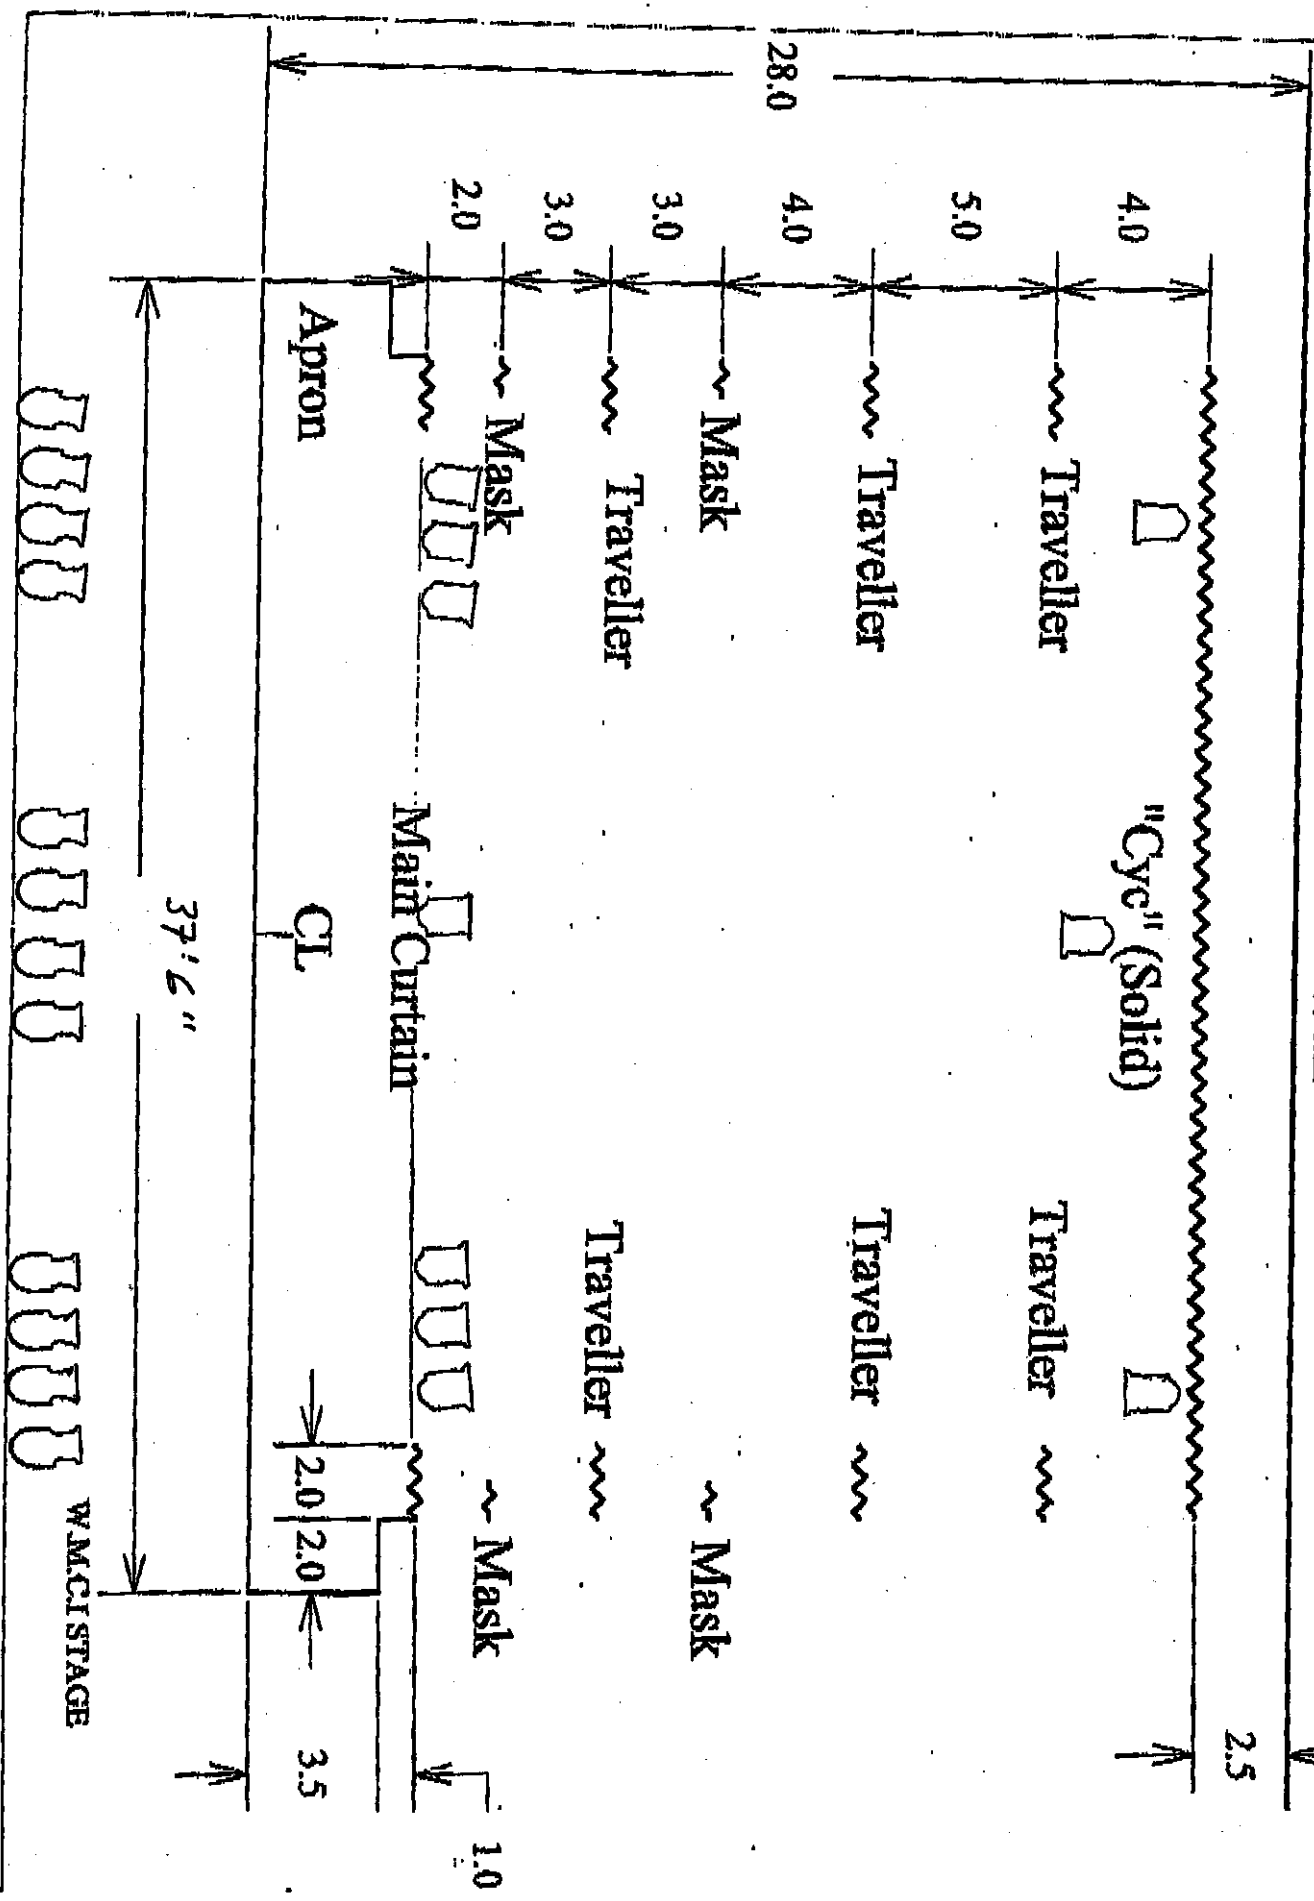 28.0
2.5
4.0
"Cyc" (Solid)
5.0
Traveller
Traveller
4.0
Traveller
Traveller
3.0
Mask
Mask
3.0
Traveller
Traveller
2.0
Mask
Mask
1.0
Main Curtain
Apron
CL
2.0
2.0
3.5
37'6"
W.M.C.I STAGE